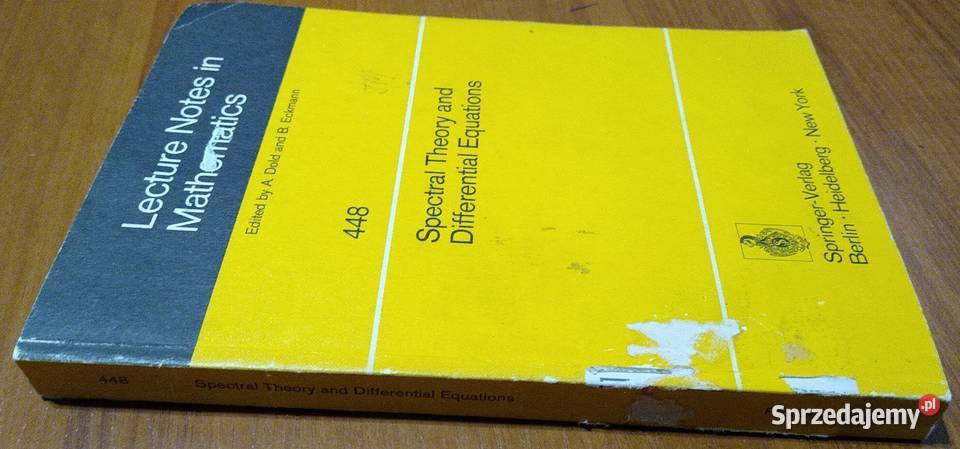 Lecture Notes in
Mathematics
Edited by A. Dold and B. Eckmann
448
Spectral Theory and
Differential Equations
Springer-Verlag
Berlin · Heidelberg · New York
448
Spectral Theory and Differential Equations
Sprzedajemy.pl